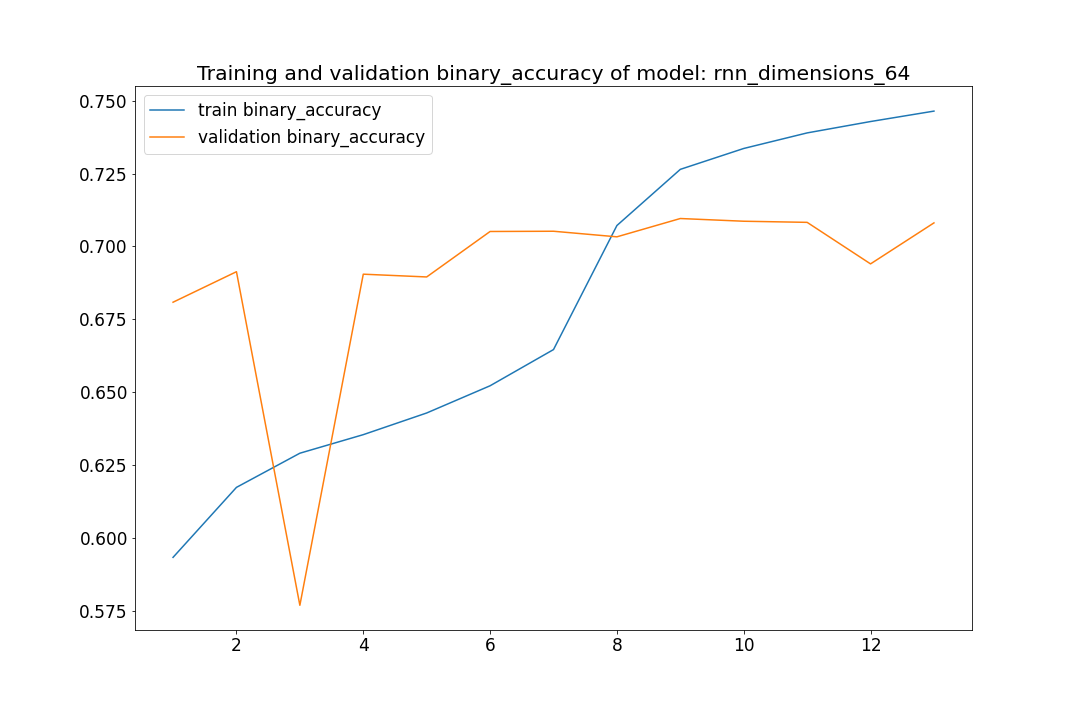 Training and validation binary_accuracy of model: rnn_dimensions_64
train binary_accuracy
validation binary_accuracy
0.750
0.725
0.700
0.675
0.650
0.625
0.600
0.575
2 4 6 8 10 12